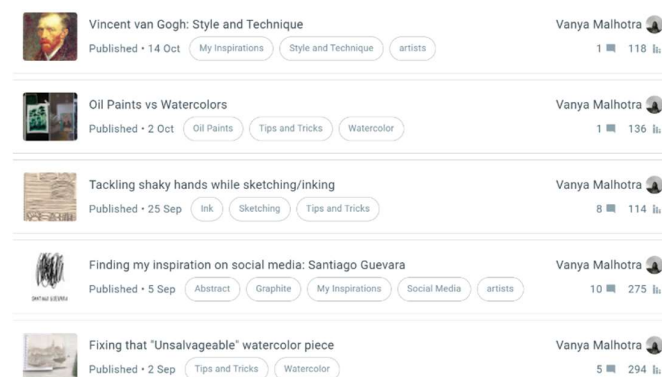 Vincent van Gogh: Style and Technique
Vanya Malhotra
Published • 14 Oct My Inspirations Style and Technique artists
1 118
Oil Paints vs Watercolors
Vanya Malhotra
Published • 2 Oct Oil Paints Tips and Tricks Watercolor
1 136
Tackling shaky hands while sketching/inking
Vanya Malhotra
Published • 25 Sep Ink Sketching Tips and Tricks
8 114
Finding my inspiration on social media: Santiago Guevara
Vanya Malhotra
SANTIAGO GUEVARA
Published • 5 Sep Abstract Graphite My Inspirations Social Media artists
10 275
Fixing that "Unsalvageable" watercolor piece
Vanya Malhotra
Published • 2 Sep Tips and Tricks Watercolor
5 294